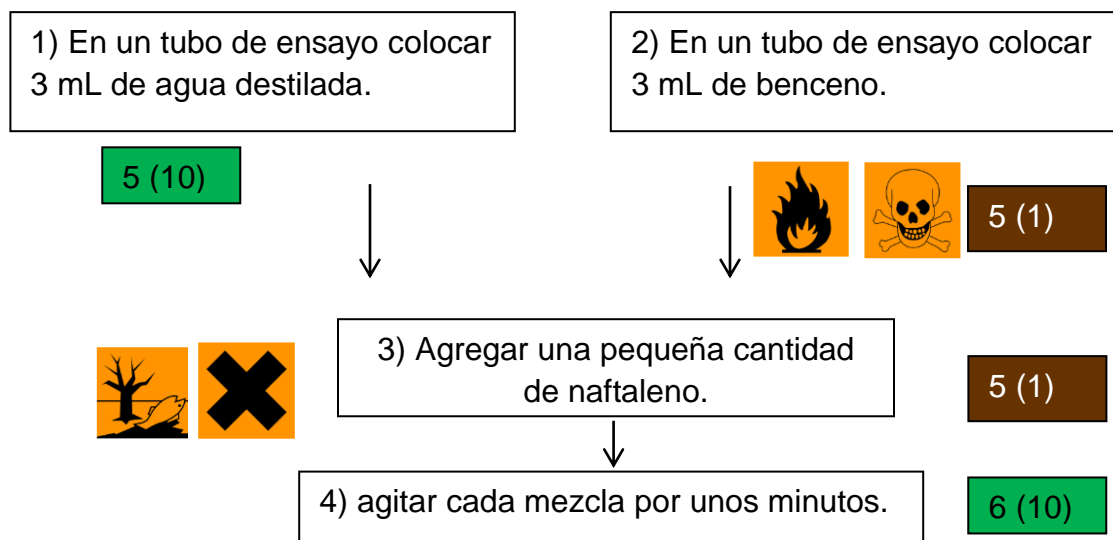 1) En un tubo de ensayo colocar
3 mL de agua destilada.
2) En un tubo de ensayo colocar
3 mL de benceno.
5 (10)
5 (1)
3) Agregar una pequeña cantidad
de naftaleno.
5 (1)
4) agitar cada mezcla por unos minutos.
6 (10)